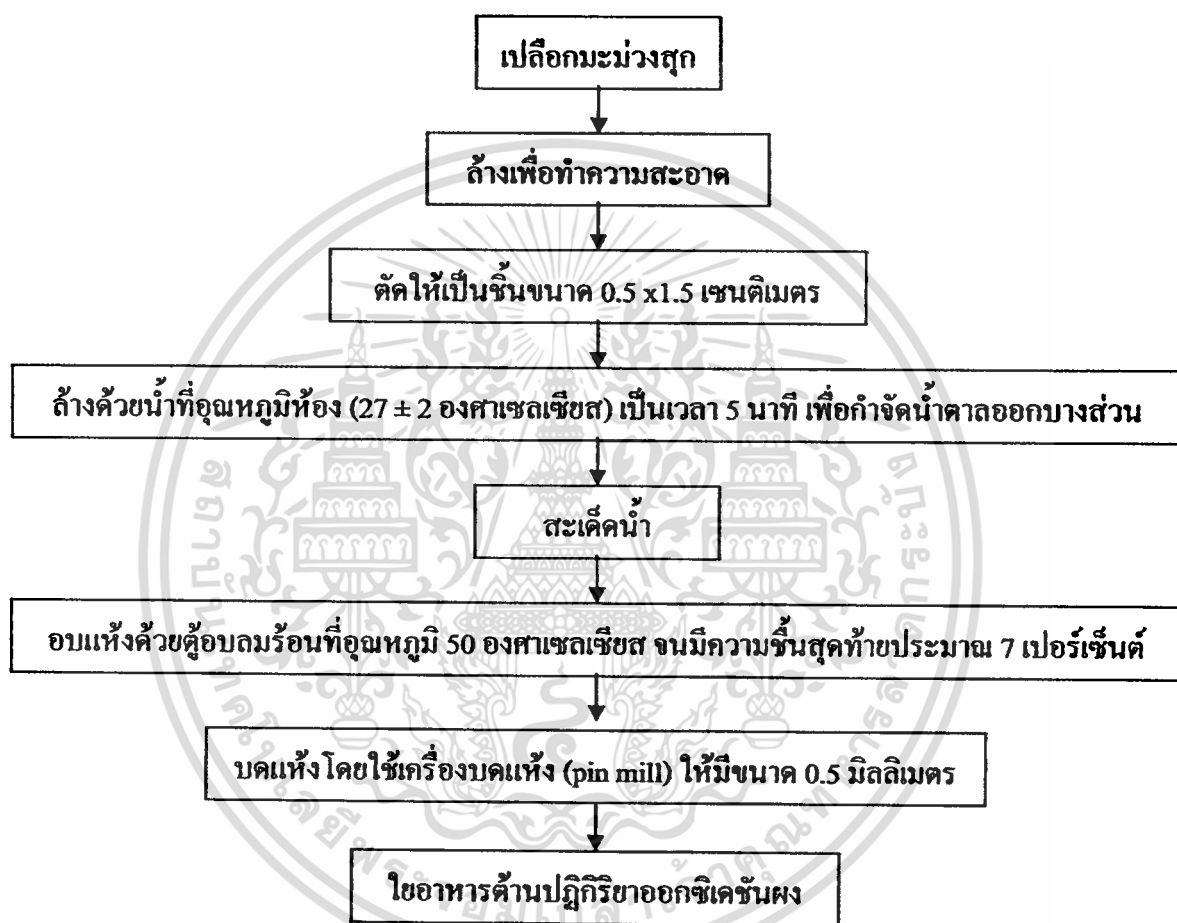 เปลือกมะม่วงสุก
ล้างเพื่อทำความสะอาด
ตัดให้เป็นชิ้นขนาด 0.5 x1.5 เซนติเมตร
ล้างด้วยน้ำที่อุณหภูมิห้อง (27 ± 2 องศาเซลเซียส) เป็นเวลา 5 นาที เพื่อกำจัดน้ำตาลออกบางส่วน
สะเด็ดน้ำ
อบแห้งด้วยตู้อบลมร้อนที่อุณหภูมิ 50 องศาเซลเซียส จนมีความชื้นสุดท้ายประมาณ 7 เปอร์เซ็นต์
บดแห้งโดยใช้เครื่องบดแห้ง (pin mill) ให้มีขนาด 0.5 มิลลิเมตร
ใยอาหารต้านปฏิกิริยาออกซิเดชันผง